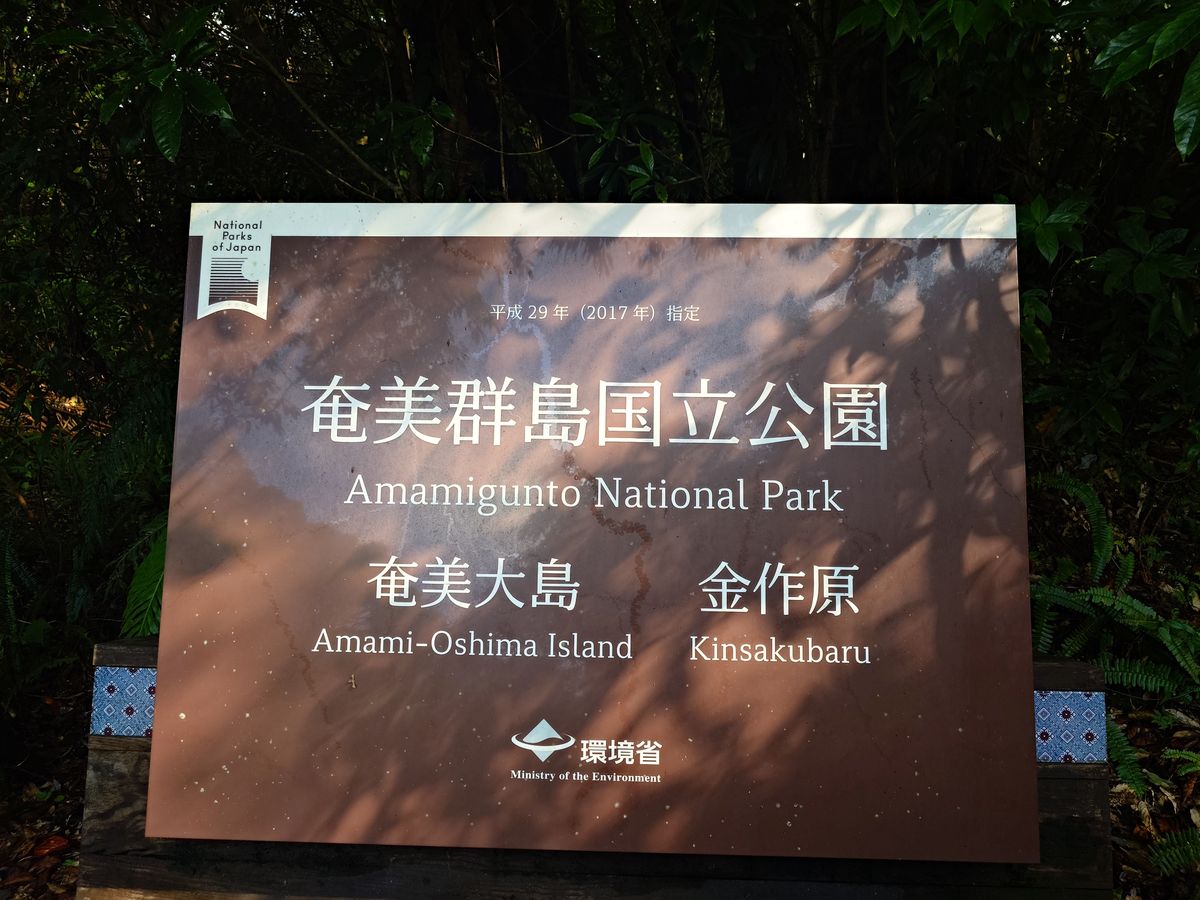 National
Parks
of Japan
平成 29 年（2017 年）指定
奄美群島国立公園
Amamigunto National Park
奄美大島
Amami-Oshima Island
金作原
Kinsakubaru
環境省
Ministry of the Environment